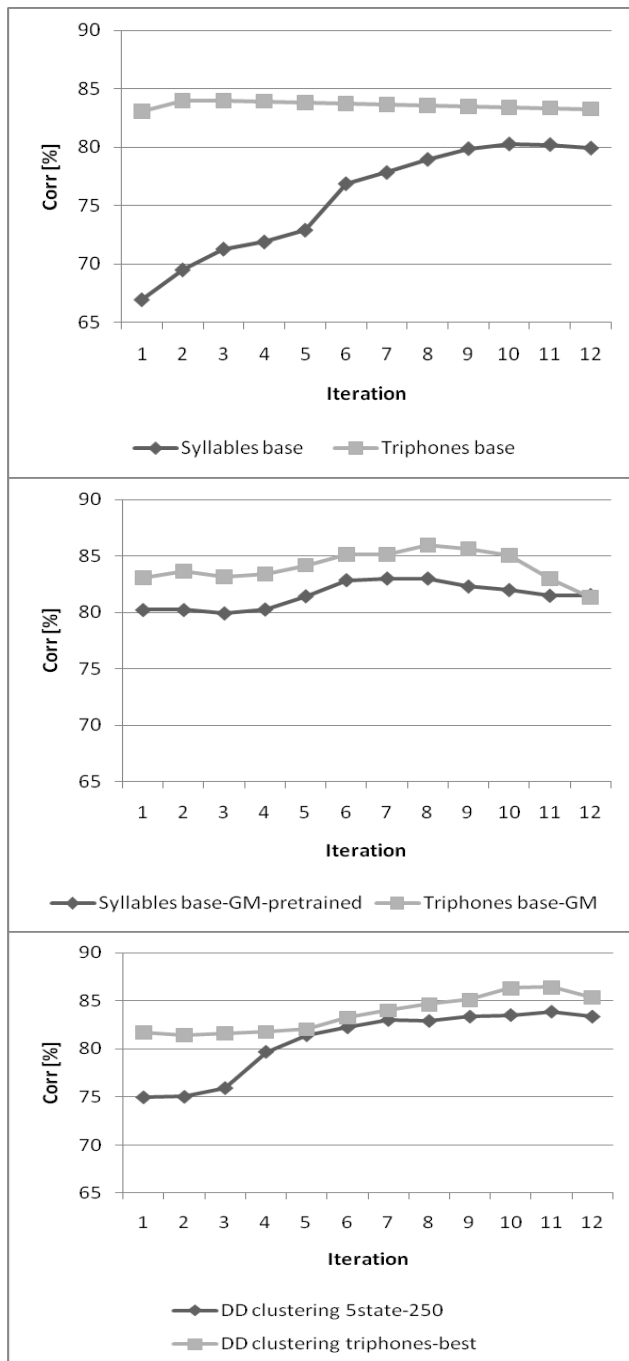 90
85
80
75
70
65
Corr [%]
1 2 3 4 5 6 7 8 9 10 11 12
Iteration
Syllables base Triphones base
90
85
80
75
70
65
Corr [%]
1 2 3 4 5 6 7 8 9 10 11 12
Iteration
Syllables base-GM-pretrained Triphones base-GM
90
85
80
75
70
65
Corr [%]
1 2 3 4 5 6 7 8 9 10 11 12
Iteration
DD clustering 5state-250
DD clustering triphones-best